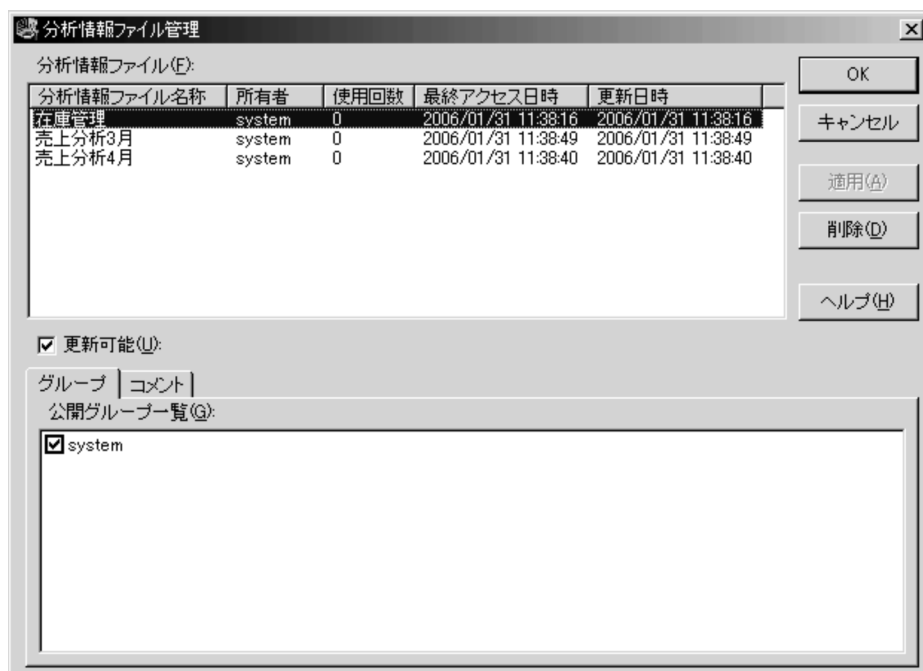 分析情報ファイル管理
分析情報ファイル(F):
分析情報ファイル名称 所有者 使用回数 最終アクセス日時 更新日時
在庫管理 system 0 2006/01/31 11:38:16 2006/01/31 11:38:16
売上分析3月 system 0 2006/01/31 11:38:49 2006/01/31 11:38:49
売上分析4月 system 0 2006/01/31 11:38:40 2006/01/31 11:38:40
OK
キャンセル
適用(A)
削除(D)
ヘルプ(H)
更新可能(U):
グループ コメント
公開グループ一覧(G):
system